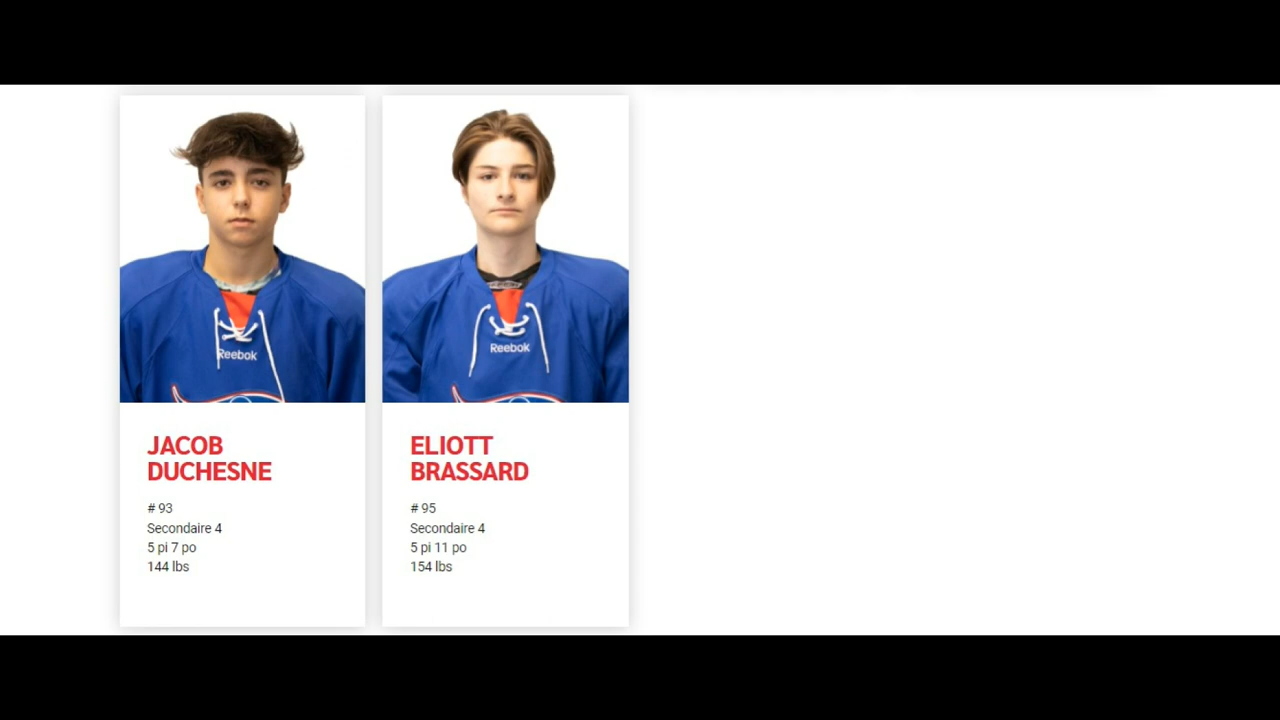 Reebok
Reebok
JACOB
DUCHESNE
# 93
Secondaire 4
5 pi 7 po
144 lbs
ELIOTT
BRASSARD
# 95
Secondaire 4
5 pi 11 po
154 lbs